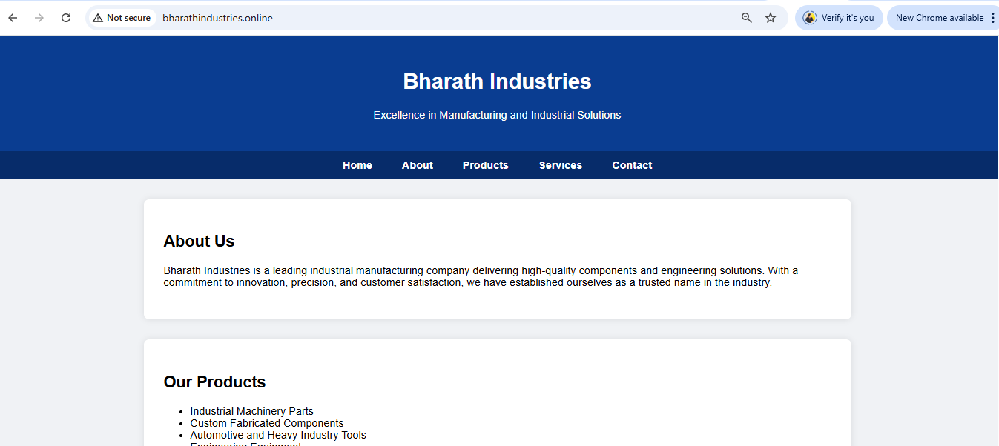 Not secure bharathindustries.online Verify it's you New Chrome available
Bharath Industries
Excellence in Manufacturing and Industrial Solutions
Home About Products Services Contact
About Us
Bharath Industries is a leading industrial manufacturing company delivering high-quality components and engineering solutions. With a
commitment to innovation, precision, and customer satisfaction, we have established ourselves as a trusted name in the industry.
Our Products
• Industrial Machinery Parts
• Custom Fabricated Components
• Automotive and Heavy Industry Tools
Engineering Equipment